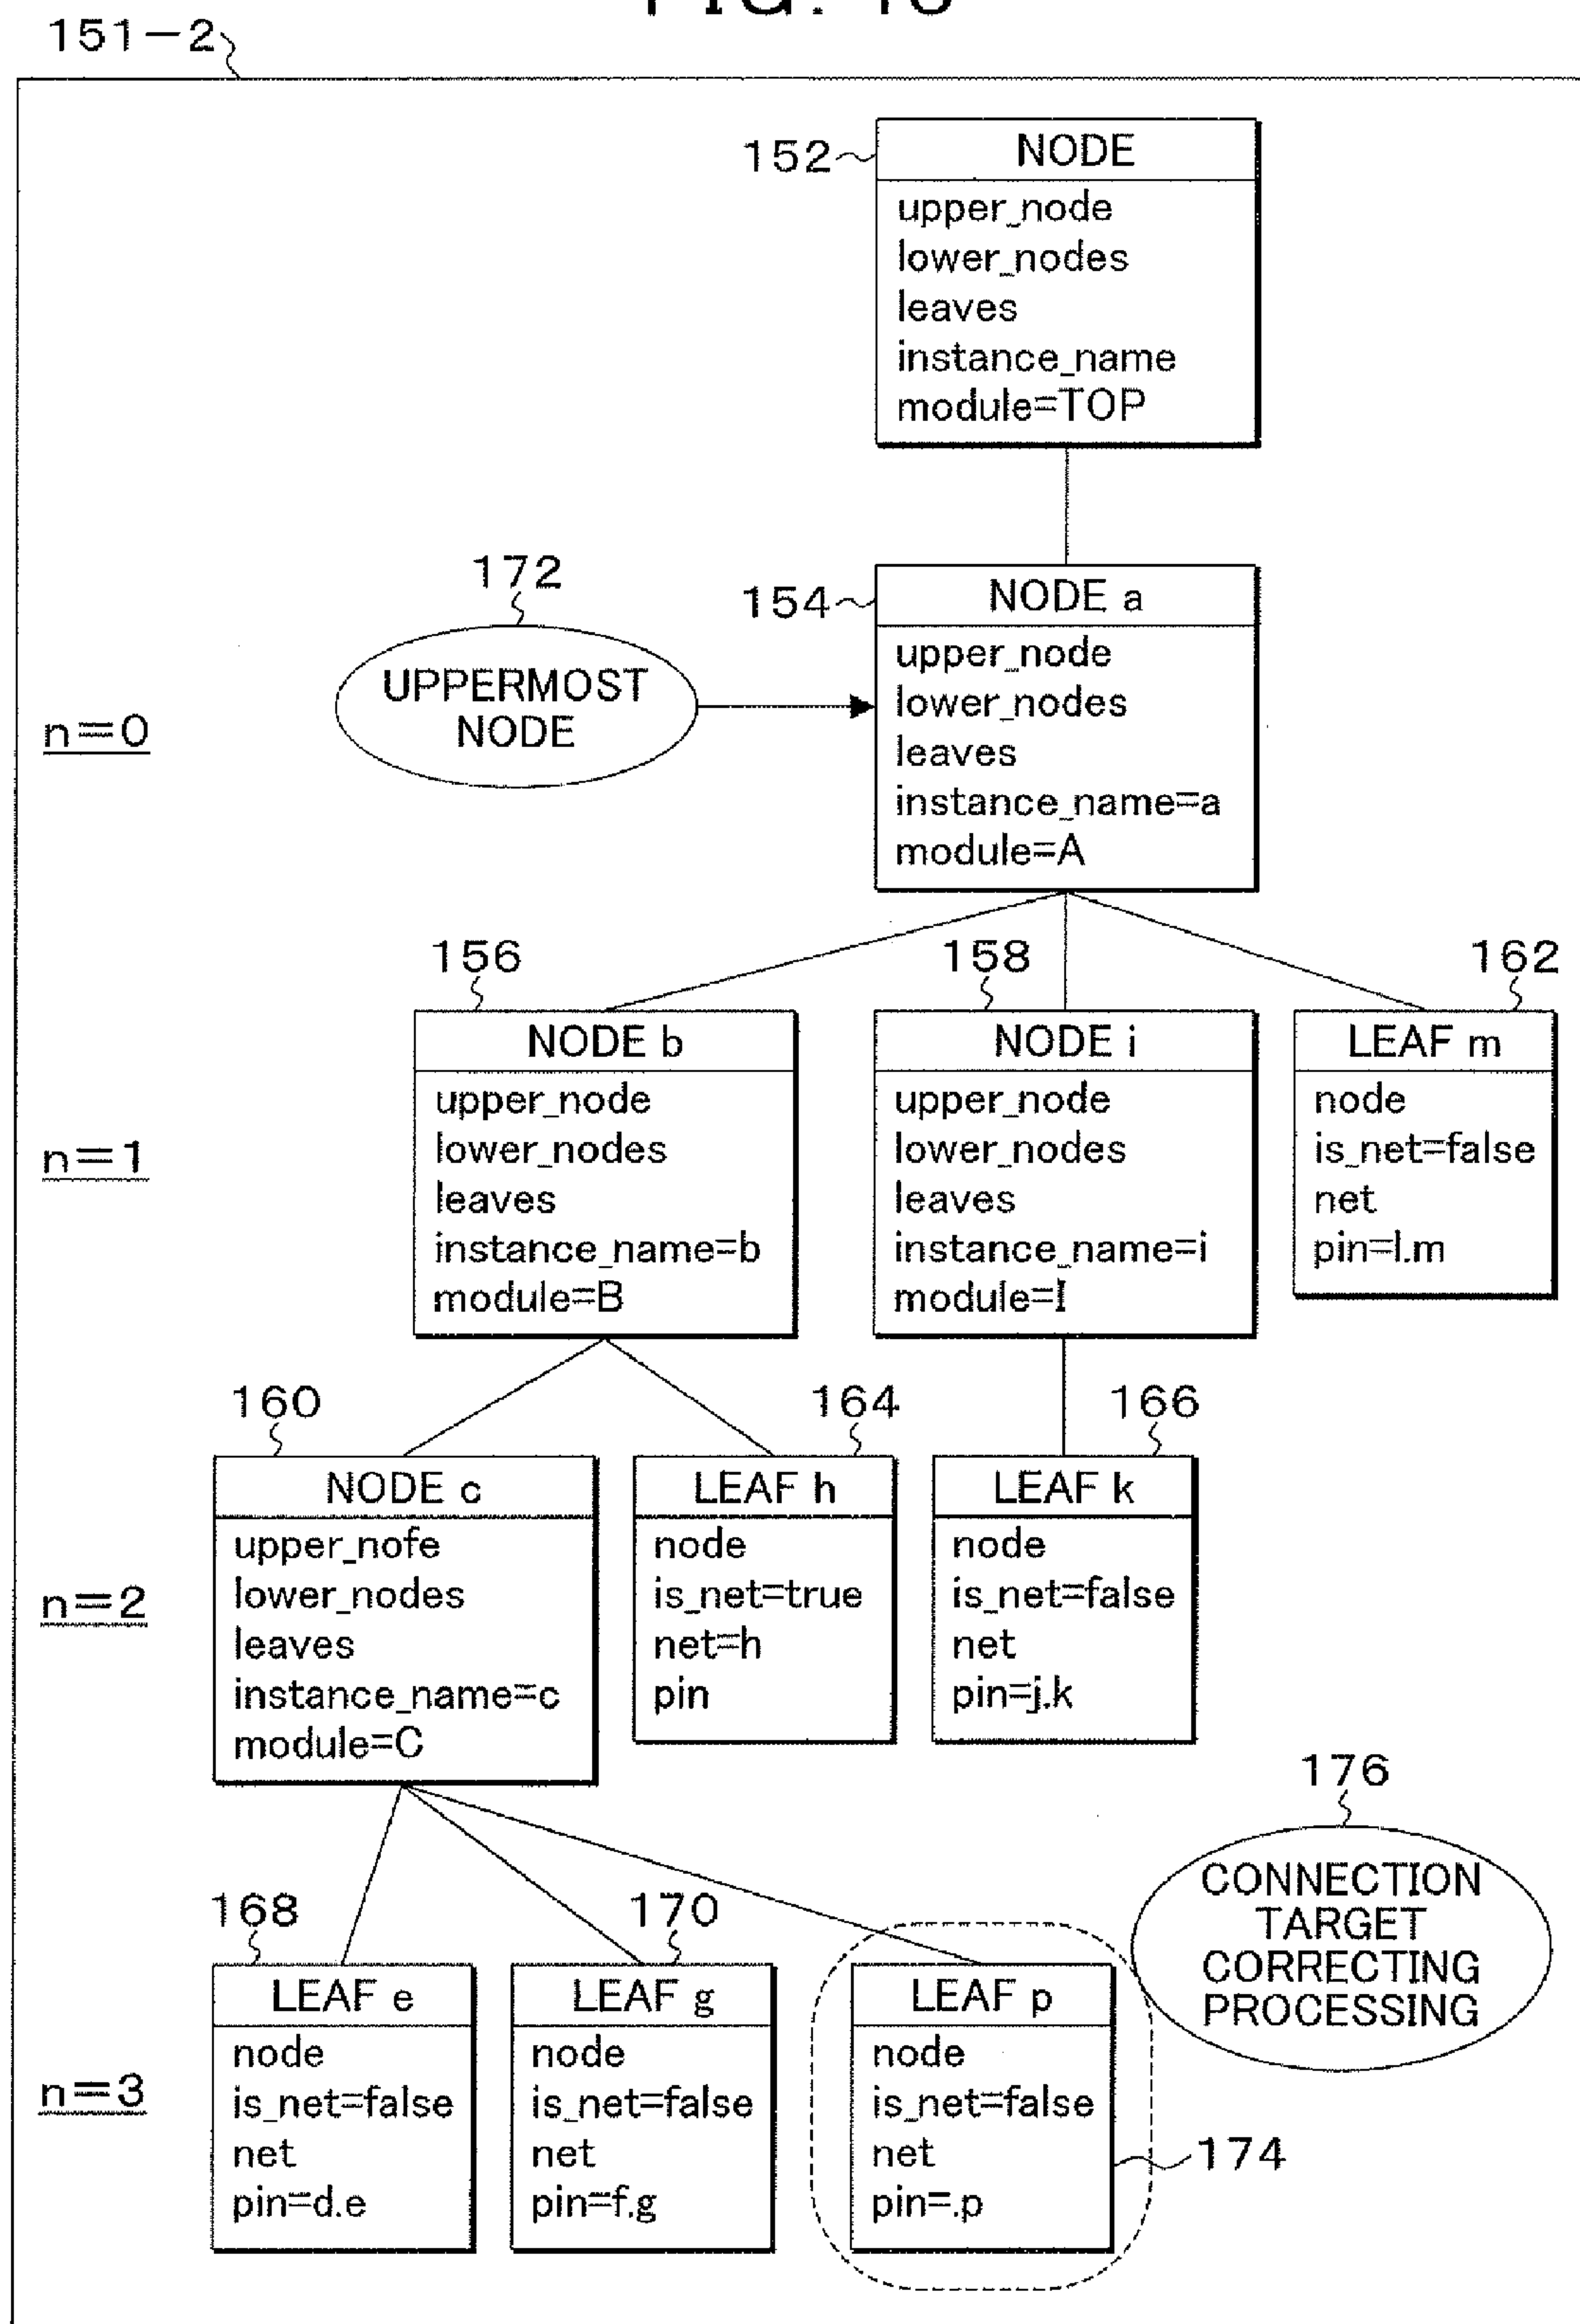 151-2
152
NODE
upper_node
lower_nodes
leaves
instance_name
module=TOP
172
UPPERMOST
NODE
n=0
154
NODE a
upper_node
lower_nodes
leaves
instance_name=a
module=A
n=1
156
NODE b
upper_node
lower_nodes
leaves
instance_name=b
module=B
158
NODE i
upper_node
lower_nodes
leaves
instance_name=i
module=I
162
LEAF m
node
is_net=false
net
pin=l.m
n=2
160
NODE c
upper_nofe
lower_nodes
leaves
instance_name=c
module=C
164
LEAF h
node
is_net=true
net=h
pin
166
LEAF k
node
is_net=false
net
pin=j.k
176
CONNECTION
TARGET
CORRECTING
PROCESSING
n=3
168
LEAF e
node
is_net=false
net
pin=d.e
170
LEAF g
node
is_net=false
net
pin=f.g
LEAF p
node
is_net=false
net
pin=.p
174